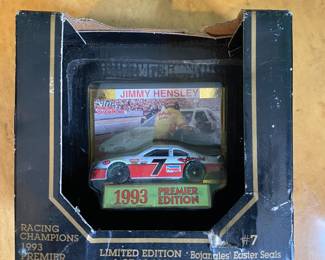 JIMMY HENSLEY
7
1993 PREMIER EDITION
RACING
CHAMPIONS
1993
PREMIER
LIMITED EDITION
#7
Bojangles' Easter Seals